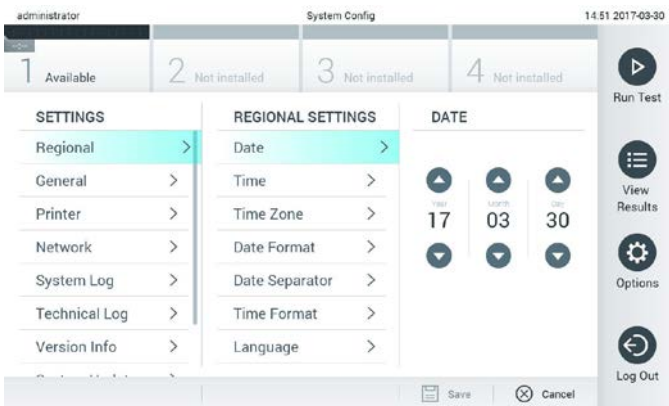 administrator System Config 14:51 2017-03-30
1 Available 2 Not installed 3 Not installed 4 Not installed
Run Test
SETTINGS
Regional
General
Printer
Network
System Log
Technical Log
Version Info
REGIONAL SETTINGS
Date
Time
Time Zone
Date Format
Date Separator
Time Format
Language
DATE
Year Month Day
17 03 30
View
Results
Options
Log Out
Save Cancel